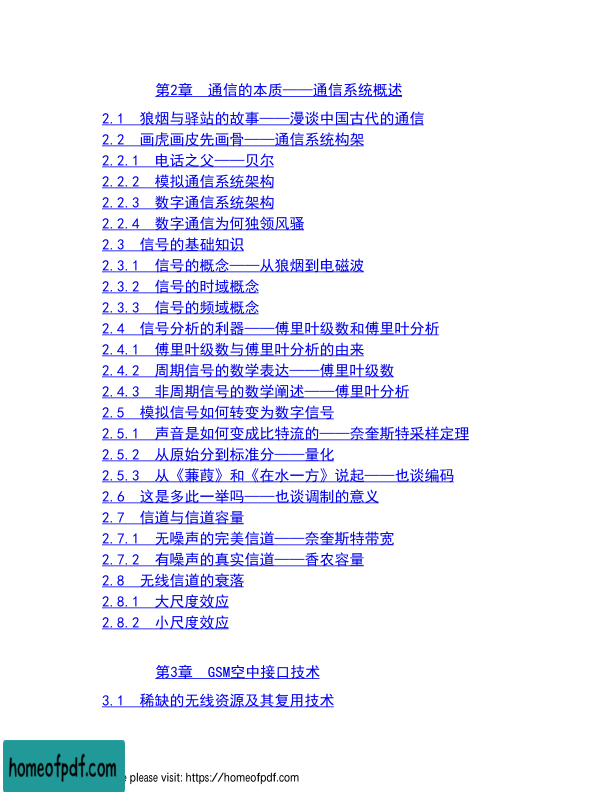 第2章 通信的本质——通信系统概述
2.1 狼烟与驿站的故事——漫谈中国古代的通信
2.2 画虎画皮先画骨——通信系统构架
2.2.1 电话之父——贝尔
2.2.2 模拟通信系统架构
2.2.3 数字通信系统架构
2.2.4 数字通信为何独领风骚
2.3 信号的基础知识
2.3.1 信号的概念——从狼烟到电磁波
2.3.2 信号的时域概念
2.3.3 信号的频域概念
2.4 信号分析的利器——傅里叶级数和傅里叶分析
2.4.1 傅里叶级数与傅里叶分析的由来
2.4.2 周期信号的数学表达——傅里叶级数
2.4.3 非周期信号的数学阐述——傅里叶分析
2.5 模拟信号如何转变为数字信号
2.5.1 声音是如何变成比特流的——奈奎斯特采样定理
2.5.2 从原始分到标准分——量化
2.5.3 从《蒹葭》和《在水一方》说起——也谈编码
2.6 这是多此一举吗——也谈调制的意义
2.7 信道与信道容量
2.7.1 无噪声的完美信道——奈奎斯特带宽
2.7.2 有噪声的真实信道——香农容量
2.8 无线信道的衰落
2.8.1 大尺度效应
2.8.2 小尺度效应
第3章 GSM空中接口技术
3.1 稀缺的无线资源及其复用技术
homeofpdf.com
please visit: https://homeofpdf.com